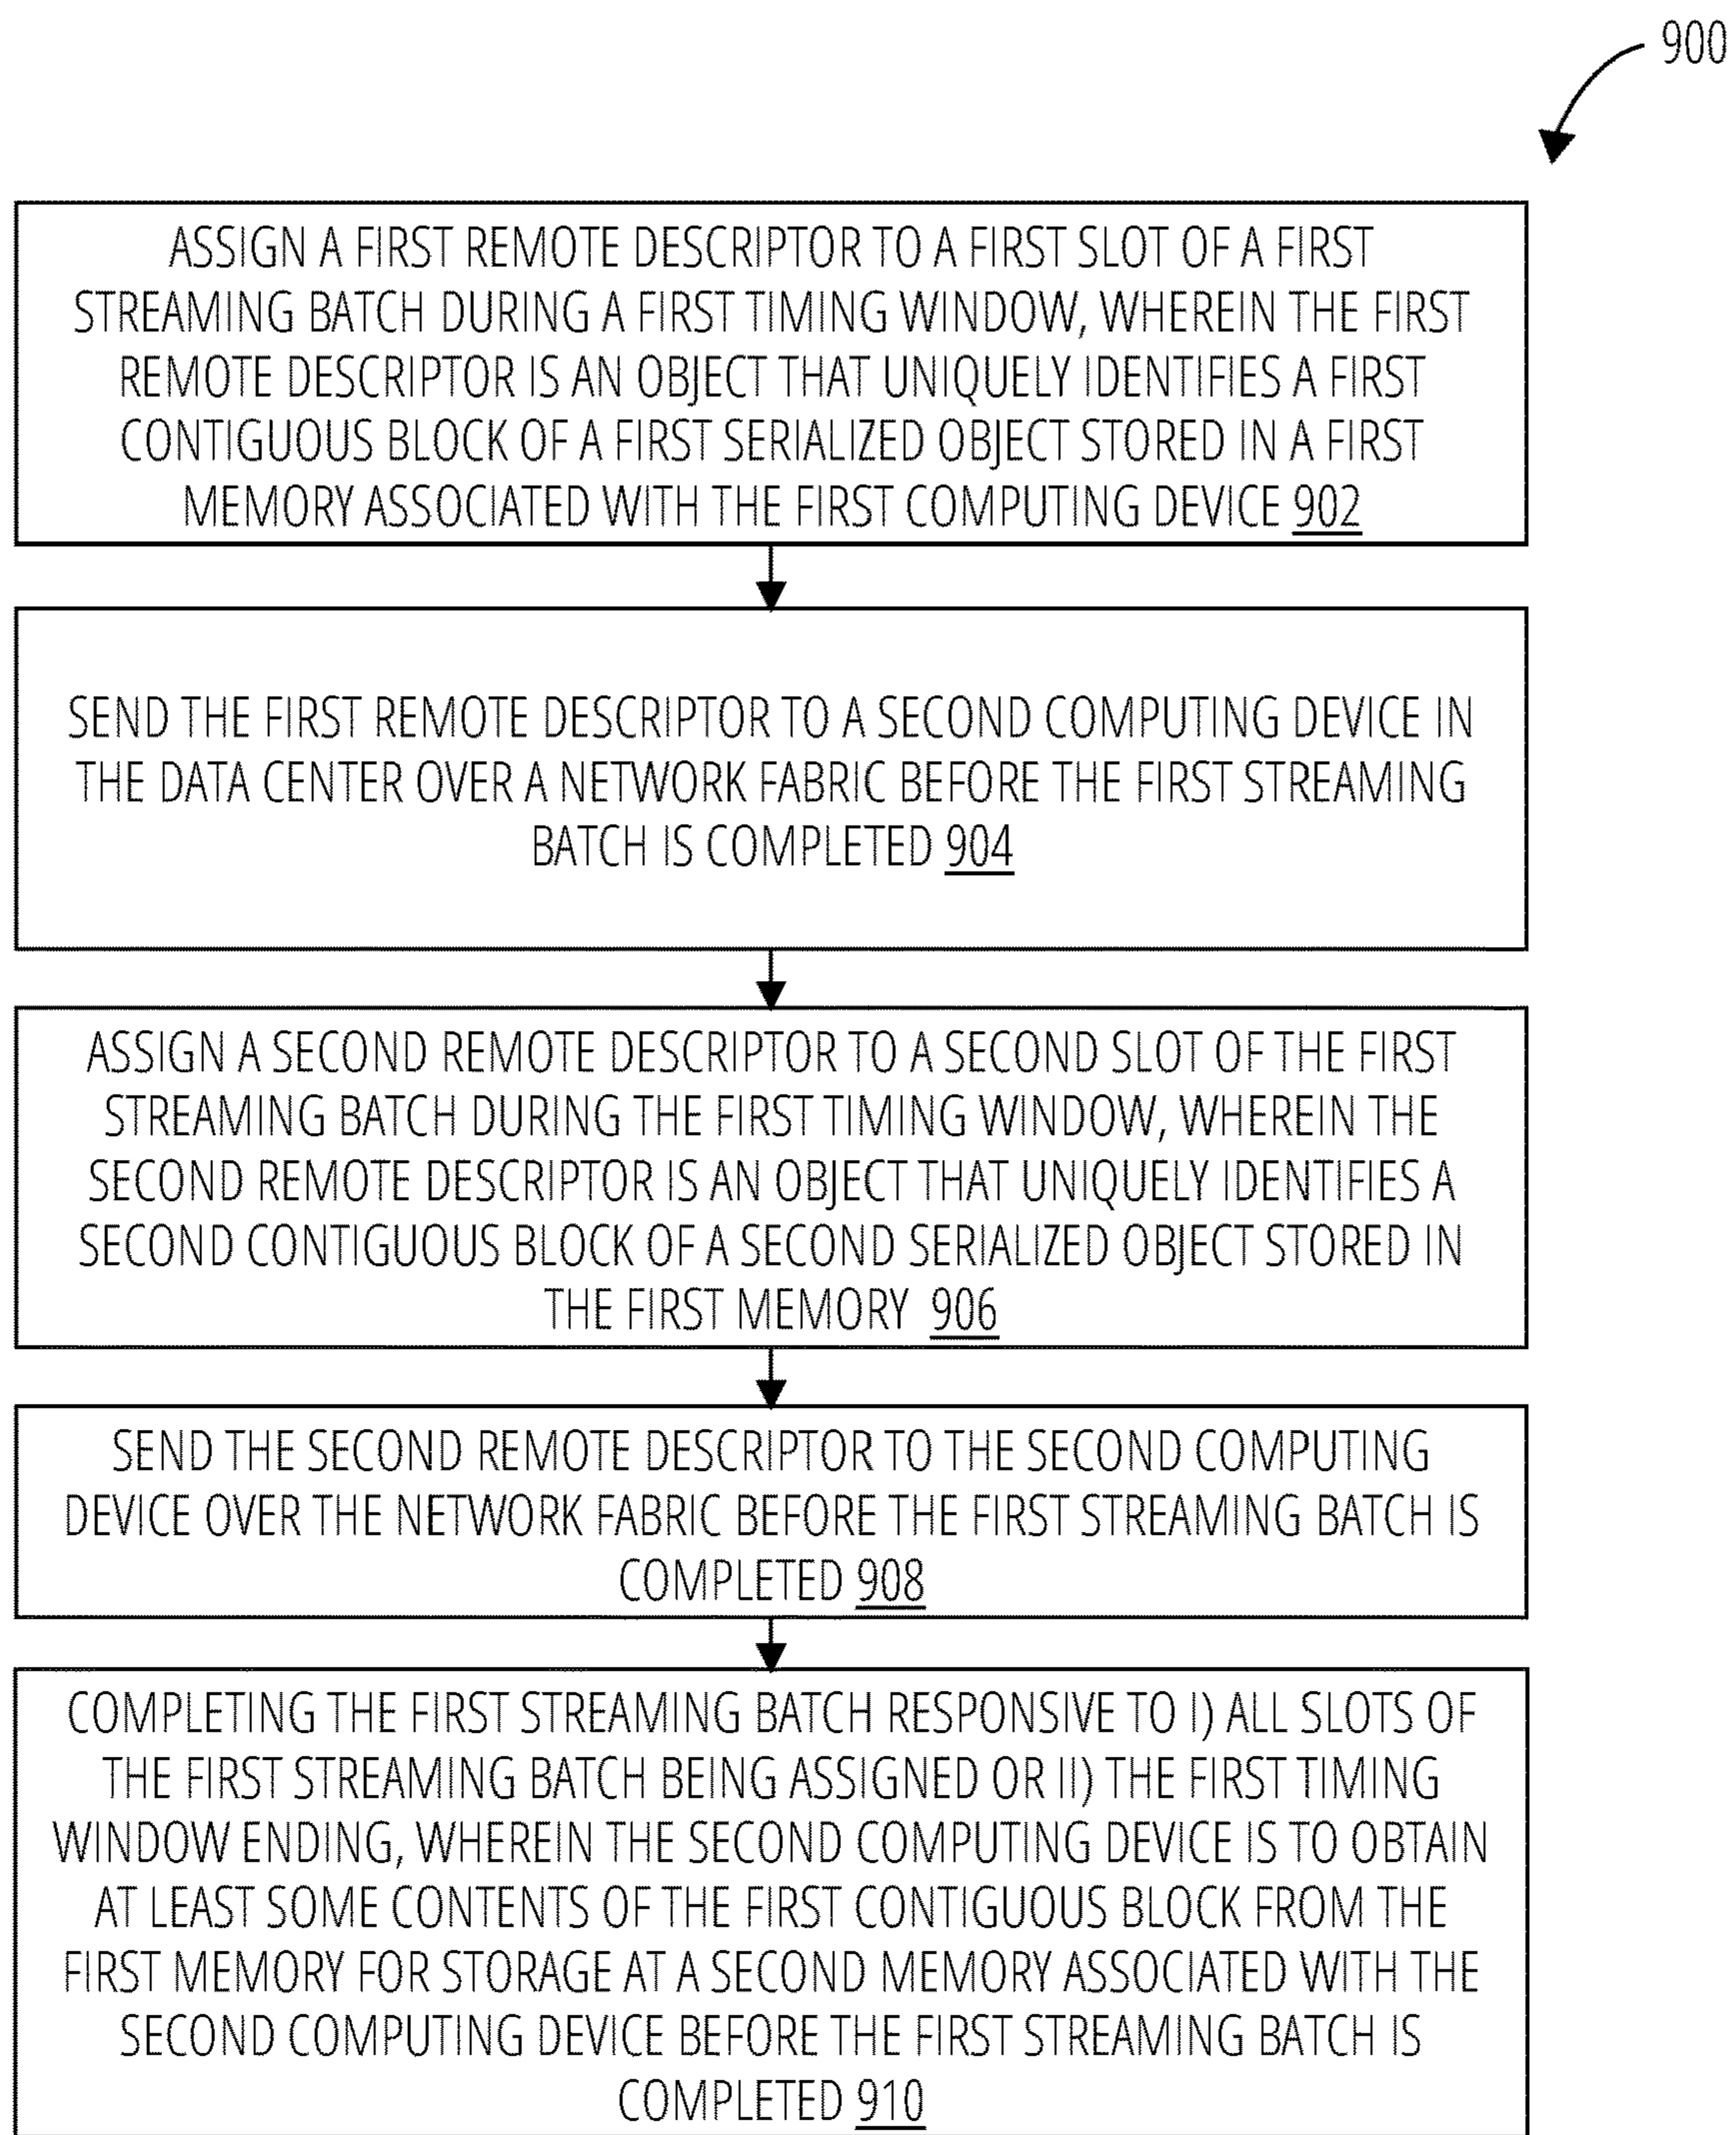 900
ASSIGN A FIRST REMOTE DESCRIPTOR TO A FIRST SLOT OF A FIRST
STREAMING BATCH DURING A FIRST TIMING WINDOW, WHEREIN THE FIRST
REMOTE DESCRIPTOR IS AN OBJECT THAT UNIQUELY IDENTIFIES A FIRST
CONTIGUOUS BLOCK OF A FIRST SERIALIZED OBJECT STORED IN A FIRST
MEMORY ASSOCIATED WITH THE FIRST COMPUTING DEVICE 902
SEND THE FIRST REMOTE DESCRIPTOR TO A SECOND COMPUTING DEVICE IN
THE DATA CENTER OVER A NETWORK FABRIC BEFORE THE FIRST STREAMING
BATCH IS COMPLETED 904
ASSIGN A SECOND REMOTE DESCRIPTOR TO A SECOND SLOT OF THE FIRST
STREAMING BATCH DURING THE FIRST TIMING WINDOW, WHEREIN THE
SECOND REMOTE DESCRIPTOR IS AN OBJECT THAT UNIQUELY IDENTIFIES A
SECOND CONTIGUOUS BLOCK OF A SECOND SERIALIZED OBJECT STORED IN
THE FIRST MEMORY 906
SEND THE SECOND REMOTE DESCRIPTOR TO THE SECOND COMPUTING
DEVICE OVER THE NETWORK FABRIC BEFORE THE FIRST STREAMING BATCH IS
COMPLETED 908
COMPLETING THE FIRST STREAMING BATCH RESPONSIVE TO I) ALL SLOTS OF
THE FIRST STREAMING BATCH BEING ASSIGNED OR II) THE FIRST TIMING
WINDOW ENDING, WHEREIN THE SECOND COMPUTING DEVICE IS TO OBTAIN
AT LEAST SOME CONTENTS OF THE FIRST CONTIGUOUS BLOCK FROM THE
FIRST MEMORY FOR STORAGE AT A SECOND MEMORY ASSOCIATED WITH THE
SECOND COMPUTING DEVICE BEFORE THE FIRST STREAMING BATCH IS
COMPLETED 910